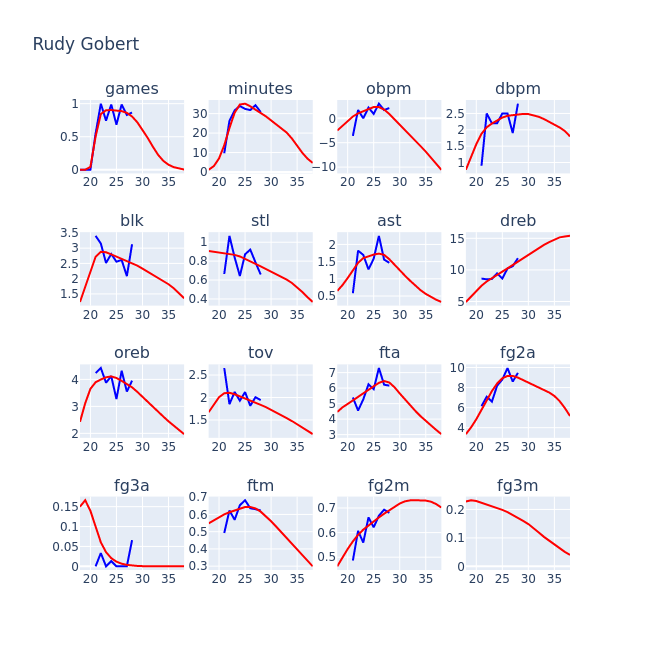 Rudy Gobert
games minutes obpm dbpm
1 0.5 0 20 25 30 35
30 20 10 0 20 25 30 35
0 −5 −10 20 25 30 35
2.5 2 1.5 1 20 25 30 35
blk stl ast dreb
3.5 3 2.5 2 1.5 20 25 30 35
1 0.8 0.6 0.4 20 25 30 35
2 1.5 1 0.5 20 25 30 35
15 10 5 20 25 30 35
oreb tov fta fg2a
4 3 2 20 25 30 35
2.5 2 1.5 20 25 30 35
7 6 5 4 3 20 25 30 35
10 8 6 4 20 25 30 35
fg3a ftm fg2m fg3m
0.15 0.1 0.05 0 20 25 30 35
0.7 0.6 0.5 0.4 0.3 20 25 30 35
0.7 0.6 0.5 20 25 30 35
0.2 0.1 0 20 25 30 35